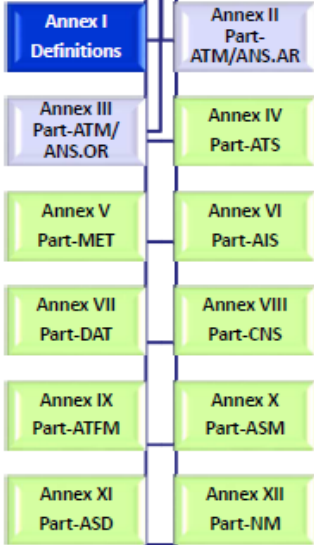 Annex I
Definitions
Annex II
Part-
ATM/ANS.AR
Annex III
Part-ATM/
ANS.OR
Annex IV
Part-ATS
Annex V
Part-MET
Annex VI
Part-AIS
Annex VII
Part-DAT
Annex VIII
Part-CNS
Annex IX
Part-ATFM
Annex X
Part-ASM
Annex XI
Part-ASD
Annex XII
Part-NM